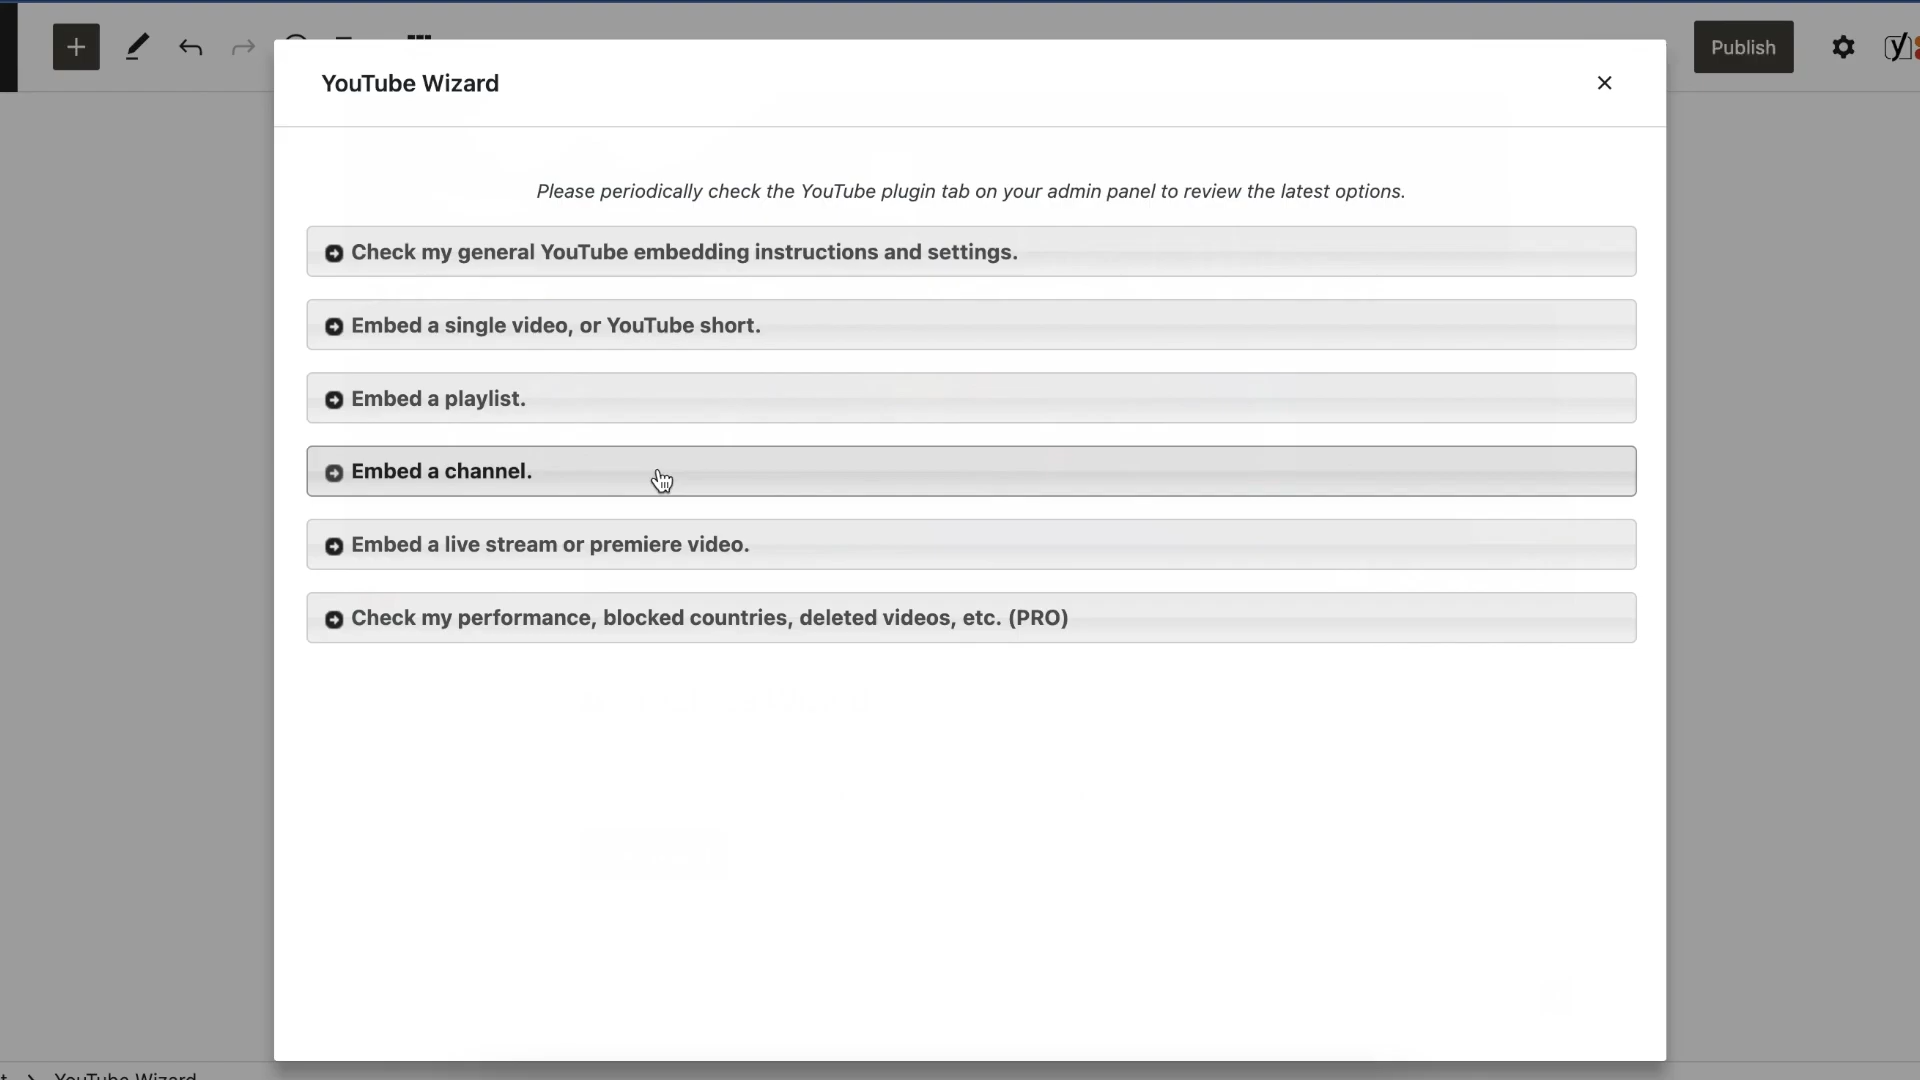 Publish
YouTube Wizard
Please periodically check the YouTube plugin tab on your admin panel to review the latest options.
Check my general YouTube embedding instructions and settings.
Embed a single video, or YouTube short.
Embed a playlist.
Embed a channel.
Embed a live stream or premiere video.
Check my performance, blocked countries, deleted videos, etc. (PRO)
YouTube Wizard